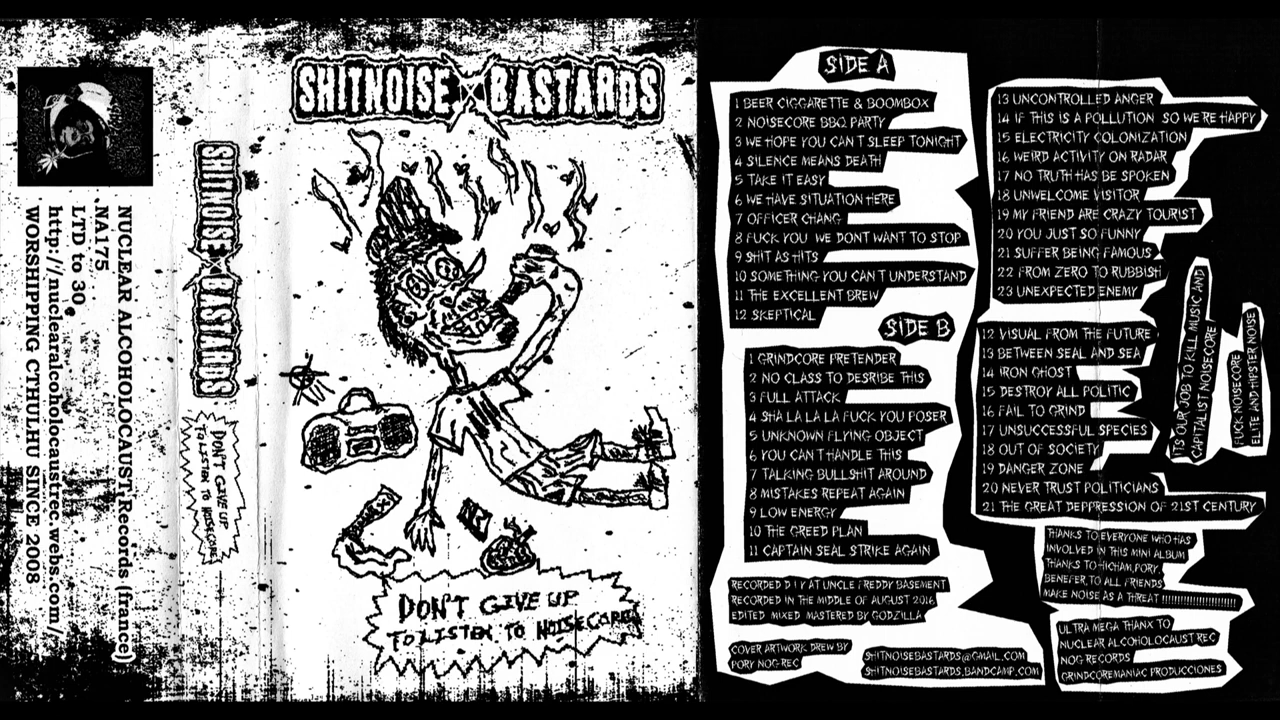 NUCLEAR ALCOHOLOCAUST Records (france)
.NA175
LTD to 30
http://nuclearalcoholocaustrec.webs.com/
WORSHIPPING CTHULHU SINCE 2008
SHITNOISE BASTARDS
DON'T GIVE UP
TO LISTEN TO NOISECORE
SHITNOISE BASTARDS
DON'T GIVE UP
TO LISTEN TO NOISECORE
SIDE A
1 BEER CIGGARETTE & BOOMBOX
2 NOISECORE BBQ PARTY
3 WE HOPE YOU CAN'T SLEEP TONIGHT
4 SILENCE MEANS DEATH
5 TAKE IT EASY
6 WE HAVE SITUATION HERE
7 OFFICER CHANG
8 FUCK YOU WE DONT WANT TO STOP
9 SHIT AS HITS
10 SOMETHING YOU CAN'T UNDERSTAND
11 THE EXCELLENT BREW
12 SKEPTICAL
13 UNCONTROLLED ANGER
14 IF THIS IS A POLLUTION SO WE'RE HAPPY
15 ELECTRICITY COLONIZATION
16 WEIRD ACTIVITY ON RADAR
17 NO TRUTH HAS BE SPOKEN
18 UNWELCOME VISITOR
19 MY FRIEND ARE CRAZY TOURIST
20 YOU JUST SO FUNNY
21 SUFFER BEING FAMOUS
22 FROM ZERO TO RUBBISH
23 UNEXPECTED ENEMY
SIDE B
1 GRINDCORE PRETENDER
2 NO CLASS TO DESRIBE THIS
3 FULL ATTACK
4 SHA LA LA LA FUCK YOU POSER
5 UNKNOWN FLYING OBJECT
6 YOU CAN'T HANDLE THIS
7 TALKING BULLSHIT AROUND
8 MISTAKES REPEAT AGAIN
9 LOW ENERGY
10 THE GREED PLAN
11 CAPTAIN SEAL STRIKE AGAIN
12 VISUAL FROM THE FUTURE
13 BETWEEN SEAL AND SEA
14 IRON GHOST
15 DESTROY ALL POLITIC
16 FAIL TO GRIND
17 UNSUCCESSFUL SPECIES
18 OUT OF SOCIETY
19 DANGER ZONE
20 NEVER TRUST POLITICIANS
21 THE GREAT DEPPRESSION OF 21ST CENTURY
ITS OUR JOB TO KILL MUSIC AND
CAPITALIST NOISECORE
FUCK NOISECORE
ELITE AND HIPSTER NOISE
RECORDED D I Y AT UNCLE FREDDY BASEMENT
RECORDED IN THE MIDDLE OF AUGUST 2016
EDITED MIXED MASTERED BY GODZILLA
COVER ARTWORK DREW BY
PORY NOG REC
SHITNOISEBASTARDS@GMAIL.COM
SHITNOISEBASTARDS.BANDCAMP.COM
THANKS TO EVERYONE WHO HAS
INVOLVED IN THIS MINI ALBUM
THANKS TO HICHAM,PORY,
BENEFER,TO ALL FRIENDS
MAKE NOISE AS A THREAT !!!!!!!!!!!!!!!!!!!!!!!!
ULTRA MEGA THANX TO
NUCLEAR ALCOHOLOCAUST REC
NOG RECORDS
GRINDCOREMANIAC PRODUCCIONES